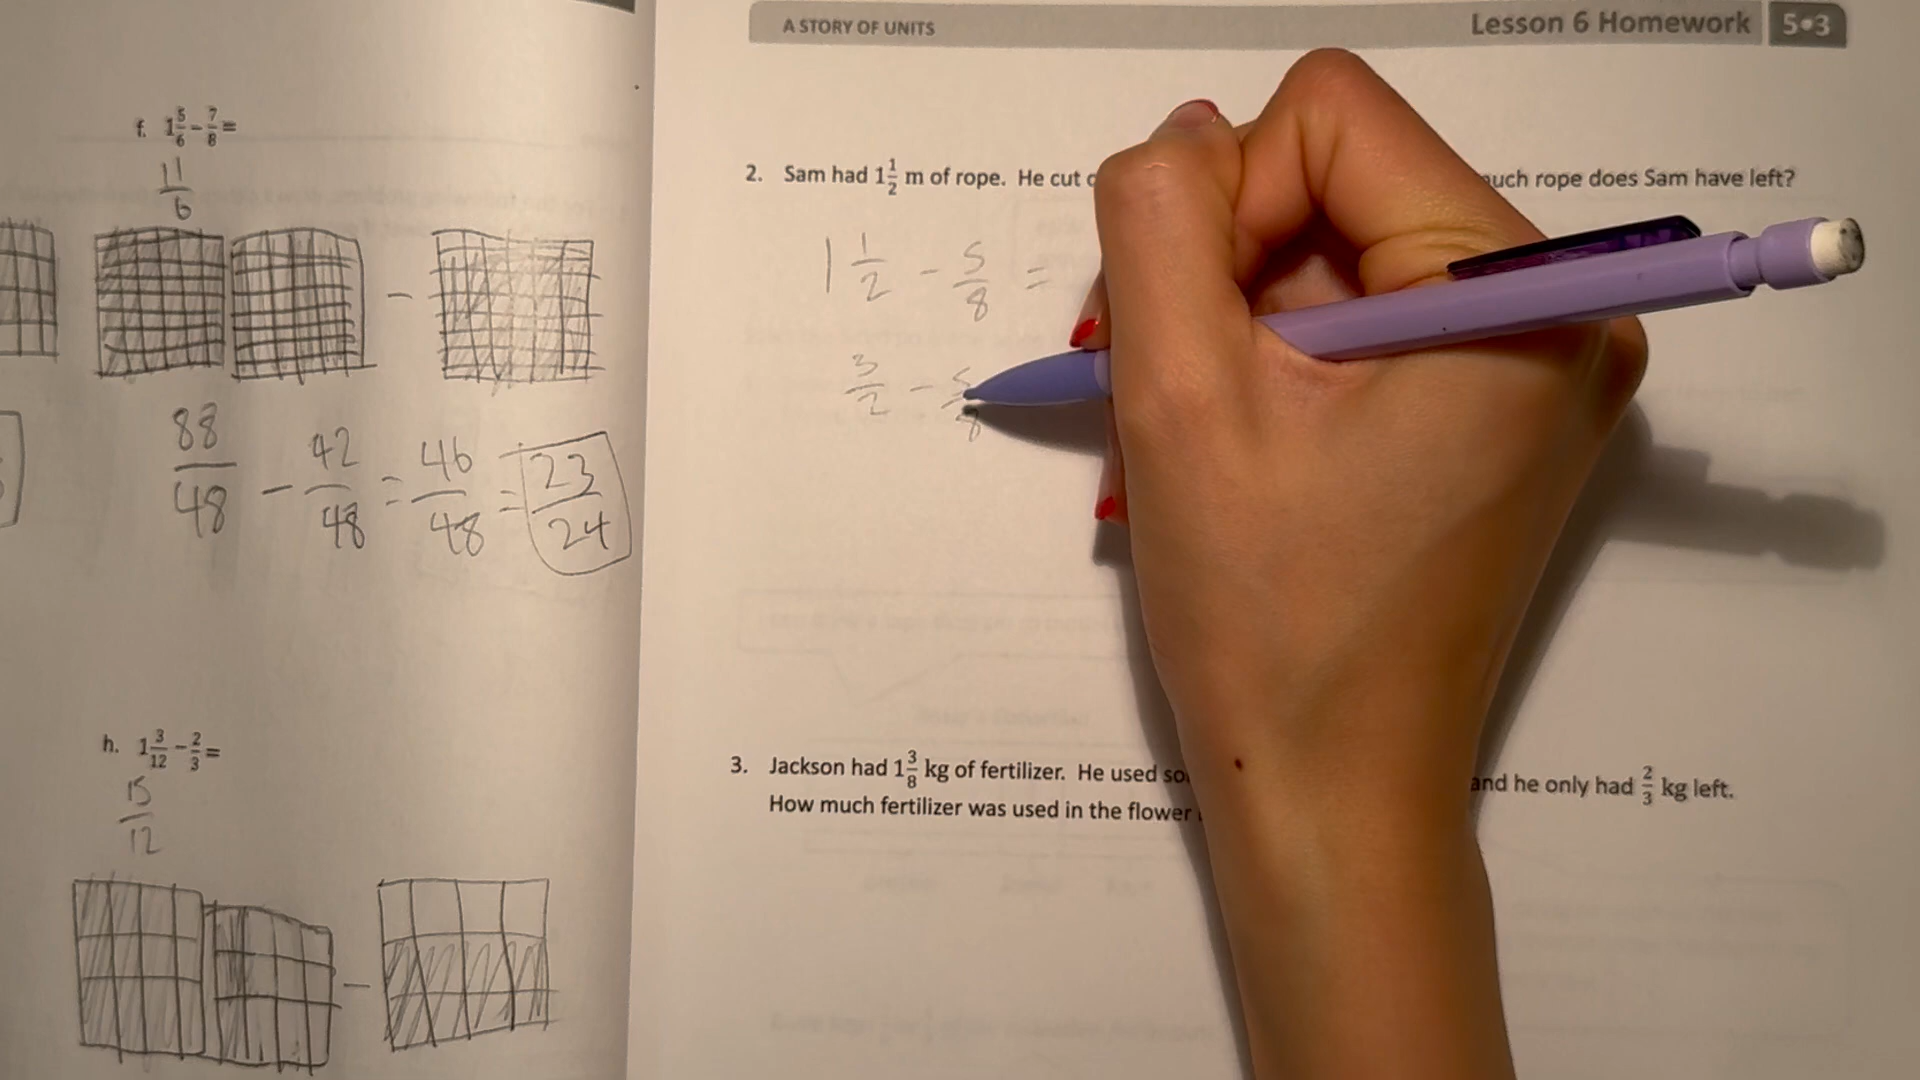 f. 1 5/6 - 7/8 =
11/6
88/48 - 42/48 = 46/48 = 23/24
h. 1 3/12 - 2/3 =
15/12
A STORY OF UNITS
Lesson 6 Homework 5•3
2. Sam had 1 1/2 m of rope. He cut rope does Sam have left?
1 1/2 - 5/8 =
3/2 - 5/8
3. Jackson had 1 3/8 kg of fertilizer. He used and he only had 2/3 kg left.
How much fertilizer was used in the flower